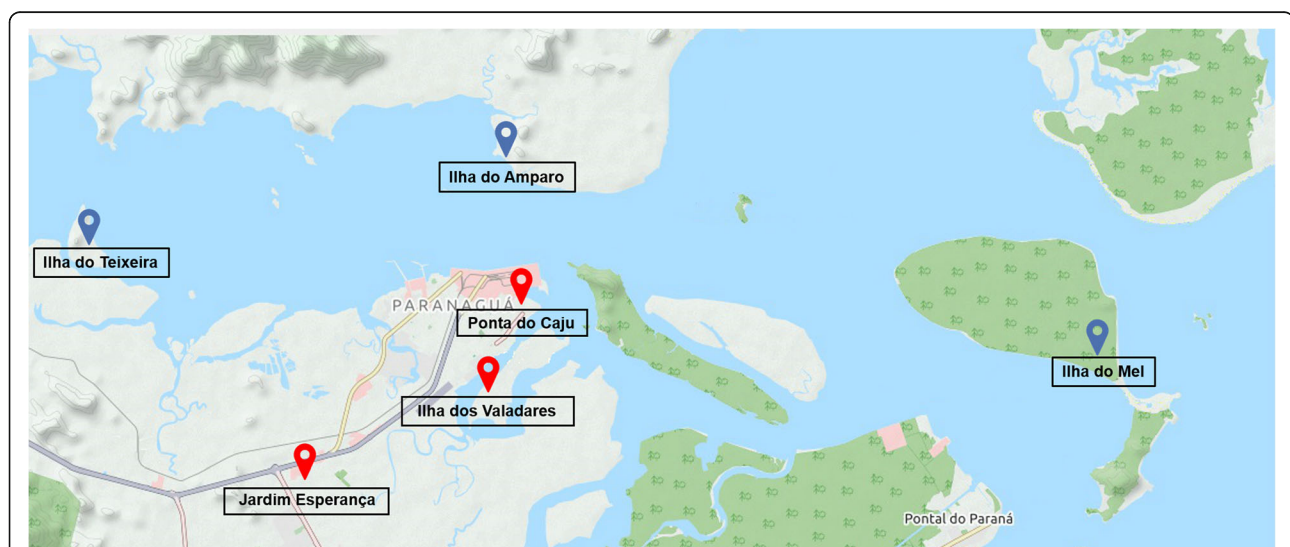 Ilha do Amparo
Ilha do Teixeira
PARANAGUÁ
Ponta do Caju
Ilha do Mel
Ilha dos Valadares
Jardim Esperança
Pontal do Paraná